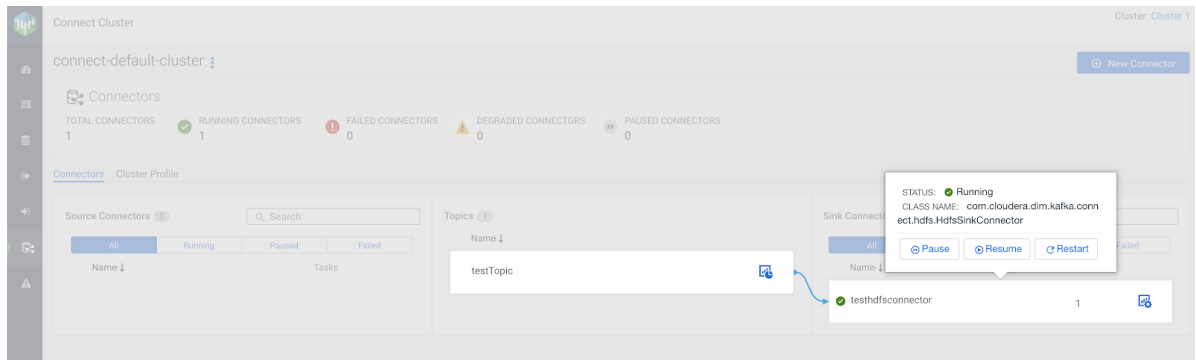 Connect Cluster
Cluster: Cluster 1
connect-default-cluster
New Connector
Connectors
TOTAL CONNECTORS
1
RUNNING CONNECTORS
1
FAILED CONNECTORS
0
DEGRADED CONNECTORS
0
PAUSED CONNECTORS
0
Connectors Cluster Profile
Source Connectors 0
Search
All Running Paused Failed
Name Tasks
Topics 1
Name
testTopic
Sink Connecto
All Failed
Name
STATUS: Running
CLASS NAME: com.cloudera.dim.kafka.conn
ect.hdfs.HdfsSinkConnector
Pause Resume Restart
testhdfsconnector 1